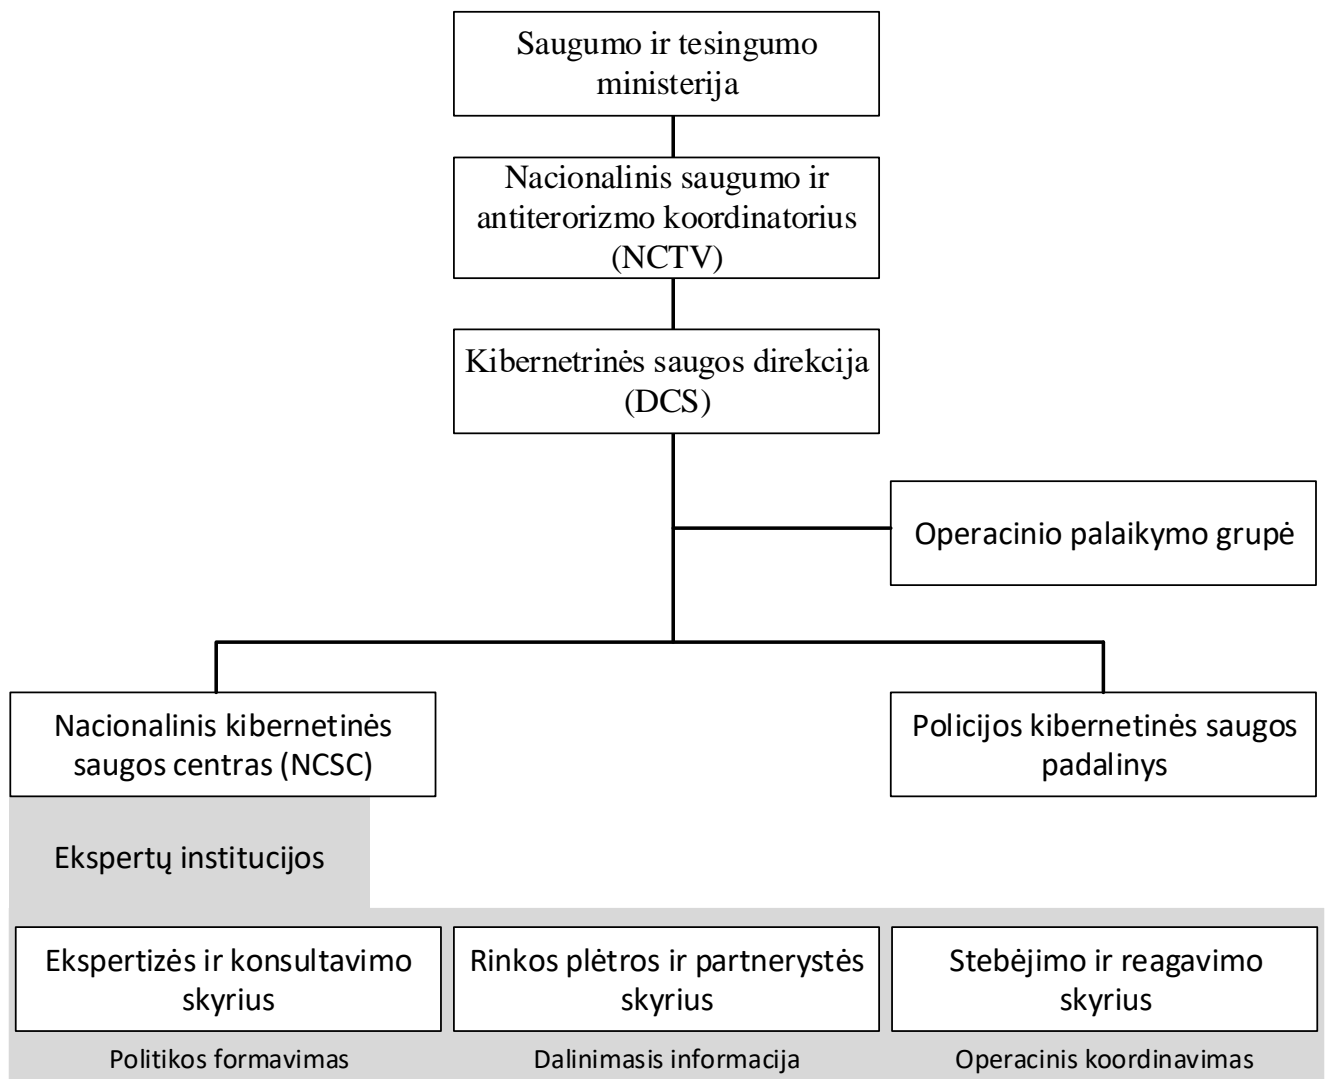 Saugumo ir tesingumo
ministerija
Nacionalinis saugumo ir
antiterorizmo koordinatorius
(NCTV)
Kibernetrinės saugos direkcija
(DCS)
Operacinio palaikymo grupė
Nacionalinis kibernetinės
saugos centras (NCSC)
Policijos kibernetinės saugos
padalinys
Ekspertų institucijos
Ekspertizės ir konsultavimo
skyrius
Rinkos plėtros ir partnerystės
skyrius
Stebėjimo ir reagavimo
skyrius
Politikos formavimas
Dalinimasis informacija
Operacinis koordinavimas